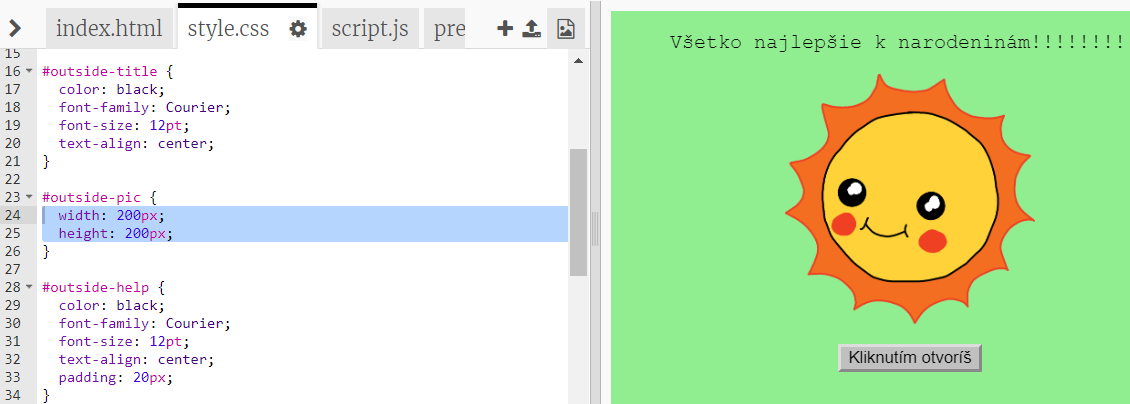 index.html style.css script.js pre
15
16 #outside-title {
17 color: black;
18 font-family: Courier;
19 font-size: 12pt;
20 text-align: center;
21 }
22
23 #outside-pic {
24 width: 200px;
25 height: 200px;
26 }
27
28 #outside-help {
29 color: black;
30 font-family: Courier;
31 font-size: 12pt;
32 text-align: center;
33 padding: 20px;
34 }
Všetko najlepšie k narodeninám!!!!!!!!
Kliknutím otvoríš